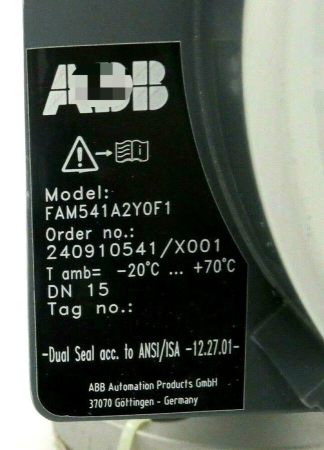 ABB
Model:
FAM541A2Y0F1
Order no.:
240910541/X001
T amb= -20°C ... +70°C
DN 15
Tag no.:
-Dual Seal acc. to ANSI/ISA -12.27.01-
ABB Automation Products GmbH
37070 Göttingen - Germany